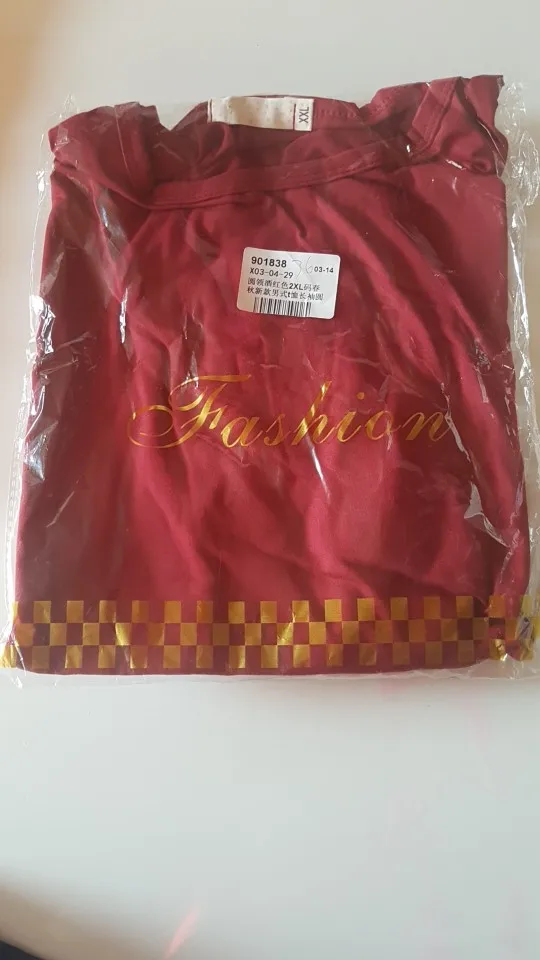 XXL
901838
03-14
X03-04-29
圆领酒红色2XL码春
秋新款男式t恤长袖圆
Fashion